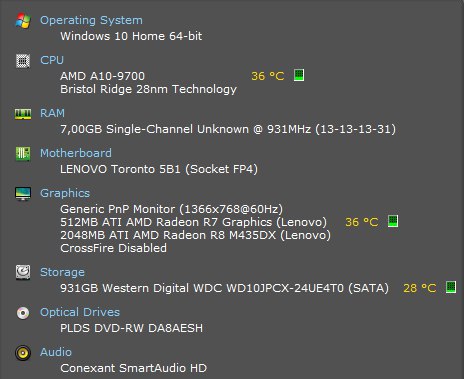 Operating System
Windows 10 Home 64-bit
CPU
AMD A10-9700 36 °C
Bristol Ridge 28nm Technology
RAM
7,00GB Single-Channel Unknown @ 931MHz (13-13-13-31)
Motherboard
LENOVO Toronto 5B1 (Socket FP4)
Graphics
Generic PnP Monitor (1366x768@60Hz)
512MB ATI AMD Radeon R7 Graphics (Lenovo) 36 °C
2048MB ATI AMD Radeon R8 M435DX (Lenovo)
CrossFire Disabled
Storage
931GB Western Digital WDC WD10JPCX-24UE4T0 (SATA) 28 °C
Optical Drives
PLDS DVD-RW DA8AESH
Audio
Conexant SmartAudio HD